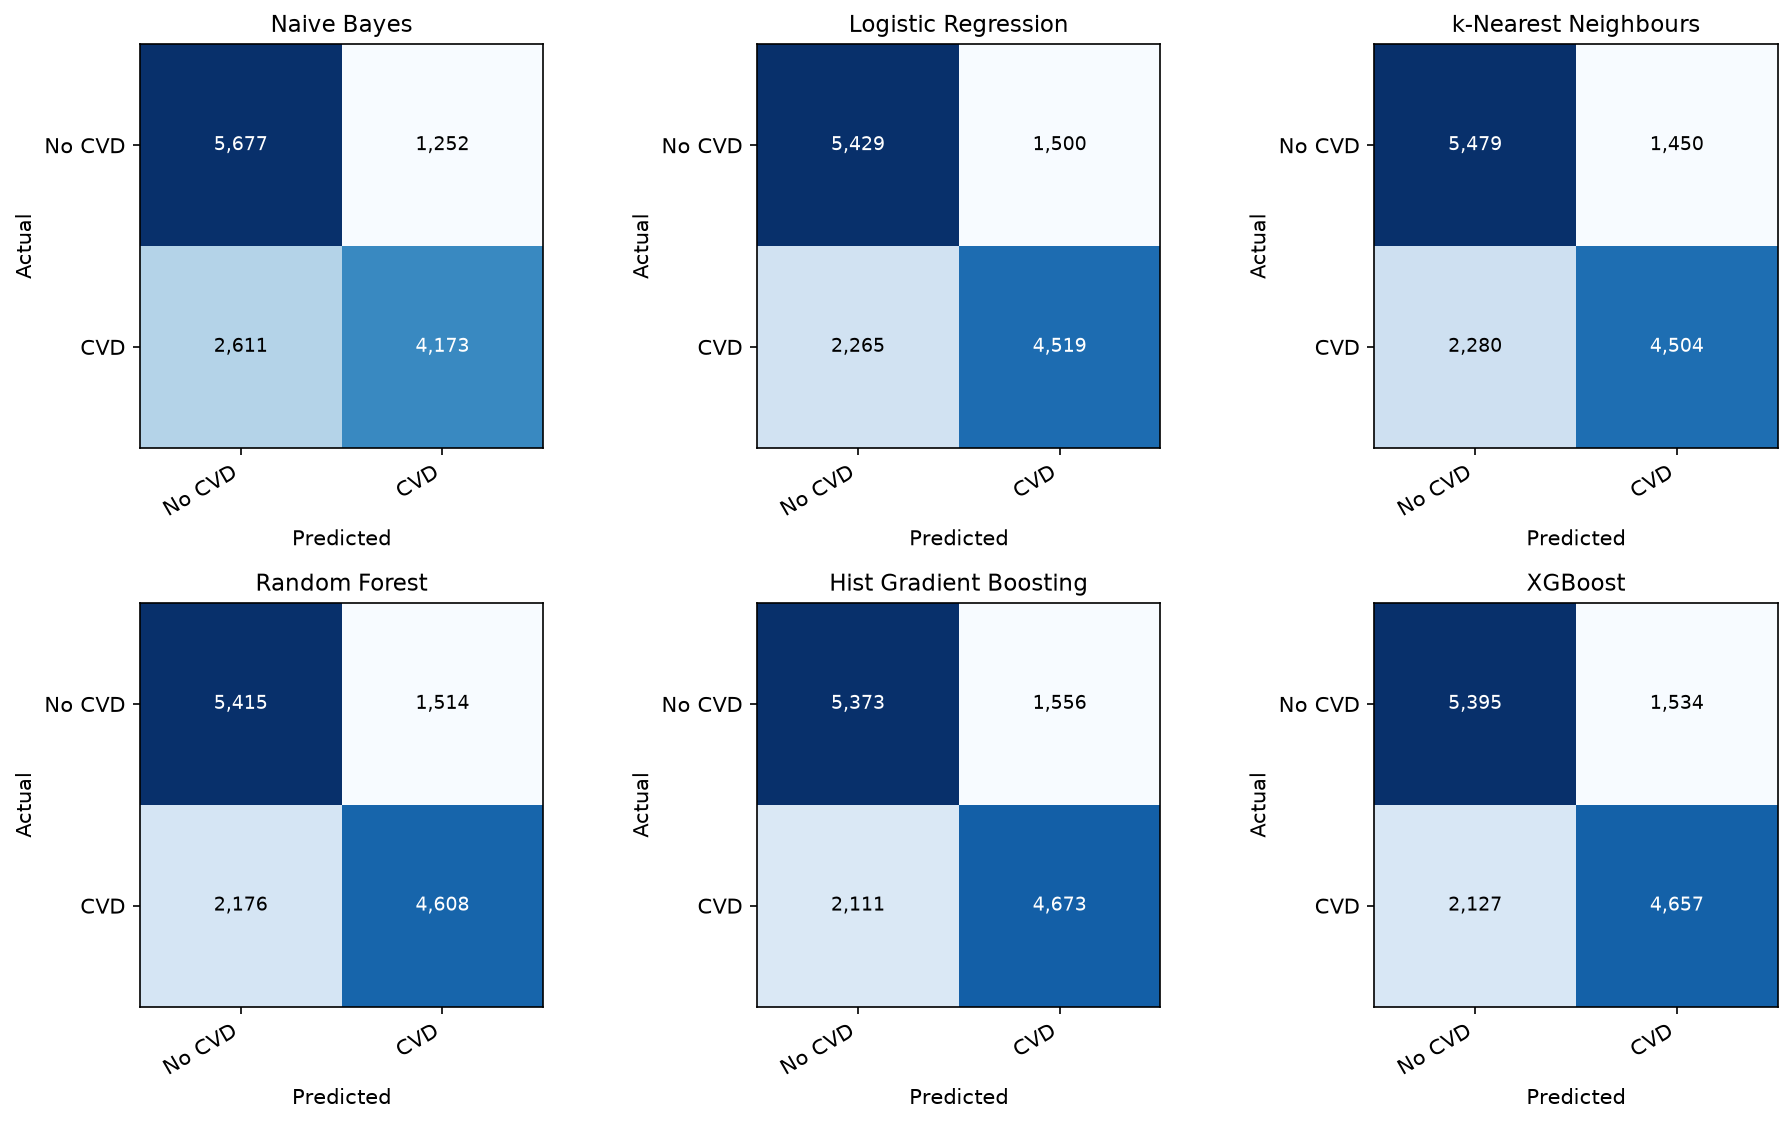 Naive Bayes
Logistic Regression
k-Nearest Neighbours
Actual
No CVD
5,677
1,252
CVD
2,611
4,173
No CVD
CVD
Predicted
Actual
No CVD
5,429
1,500
CVD
2,265
4,519
No CVD
CVD
Predicted
Actual
No CVD
5,479
1,450
CVD
2,280
4,504
No CVD
CVD
Predicted
Random Forest
Hist Gradient Boosting
XGBoost
Actual
No CVD
5,415
1,514
CVD
2,176
4,608
No CVD
CVD
Predicted
Actual
No CVD
5,373
1,556
CVD
2,111
4,673
No CVD
CVD
Predicted
Actual
No CVD
5,395
1,534
CVD
2,127
4,657
No CVD
CVD
Predicted